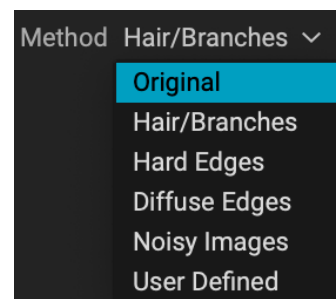 Method Hair/Branches
Original
Hair/Branches
Hard Edges
Diffuse Edges
Noisy Images
User Defined